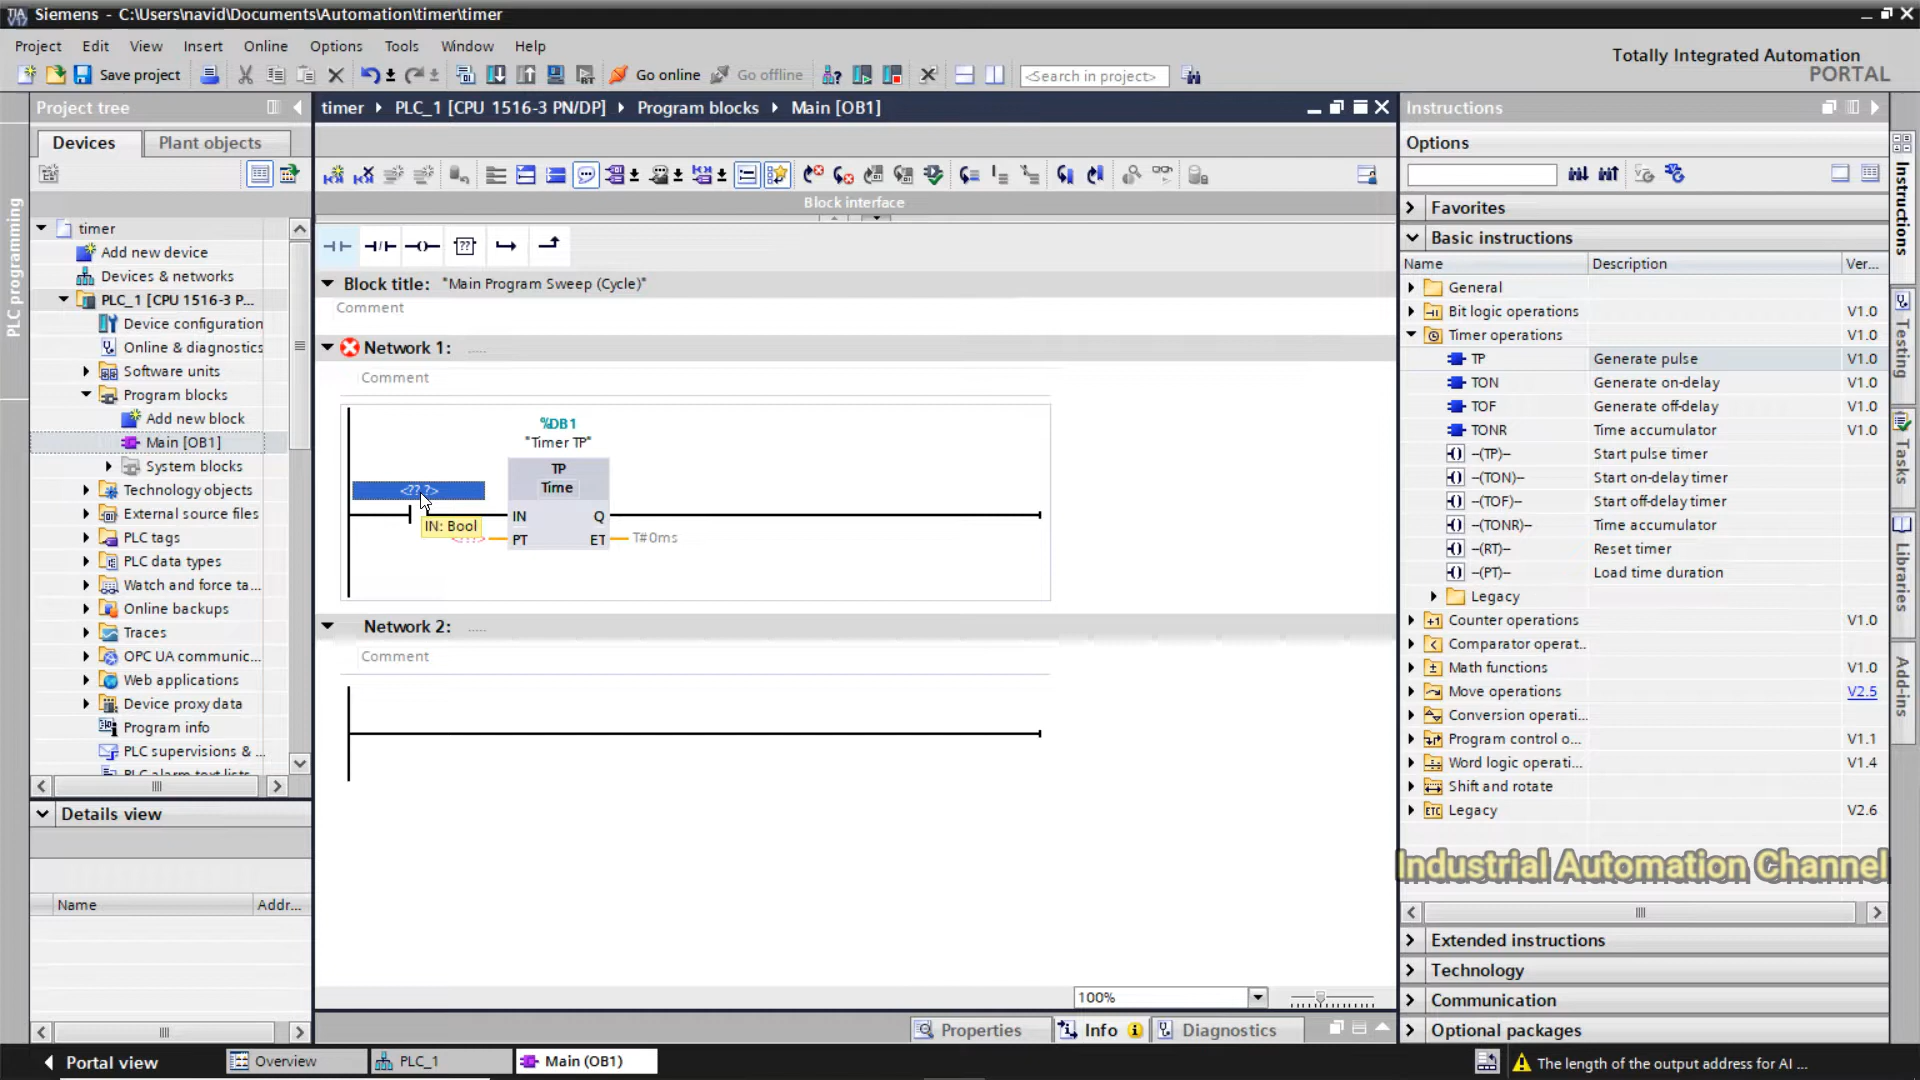 Siemens - C:\Users\navid\Documents\Automation\timer\timer
Project Edit View Insert Online Options Tools Window Help
Totally Integrated Automation
PORTAL
Save project
Go online
Go offline
<Search in project>
Project tree
timer PLC_1 [CPU 1516-3 PN/DP] Program blocks Main [OB1]
Instructions
Devices
Plant objects
Options
Block interface
PLC programming
timer
Add new device
Devices & networks
PLC_1 [CPU 1516-3 P...
Device configuration
Online & diagnostics
Software units
Program blocks
Add new block
Main [OB1]
System blocks
Technology objects
External source files
PLC tags
PLC data types
Watch and force ta...
Online backups
Traces
OPC UA communic...
Web applications
Device proxy data
Program info
PLC supervisions & ...
PLC alarm text lists
Details view
Name Addr...
??
Block title: "Main Program Sweep (Cycle)"
Comment
Network 1: .....
Comment
%DB1
"Timer TP"
TP
Time
<??.?>
IN Q
IN: Bool
PT ET T#0ms
Network 2: .....
Comment
100%
Properties Info Diagnostics
Favorites
Basic instructions
Name Description Ver...
General
Bit logic operations V1.0
Timer operations V1.0
TP Generate pulse V1.0
TON Generate on-delay V1.0
TOF Generate off-delay V1.0
TONR Time accumulator V1.0
-(TP)- Start pulse timer
-(TON)- Start on-delay timer
-(TOF)- Start off-delay timer
-(TONR)- Time accumulator
-(RT)- Reset timer
-(PT)- Load time duration
Legacy
Counter operations V1.0
Comparator operat..
Math functions V1.0
Move operations V2.5
Conversion operati...
Program control o... V1.1
Word logic operati... V1.4
Shift and rotate
Legacy V2.6
Industrial Automation Channel
Extended instructions
Technology
Communication
Optional packages
Instructions
Testing
Tasks
Libraries
Add-ins
Portal view
Overview
PLC_1
Main (OB1)
The length of the output address for AI ...